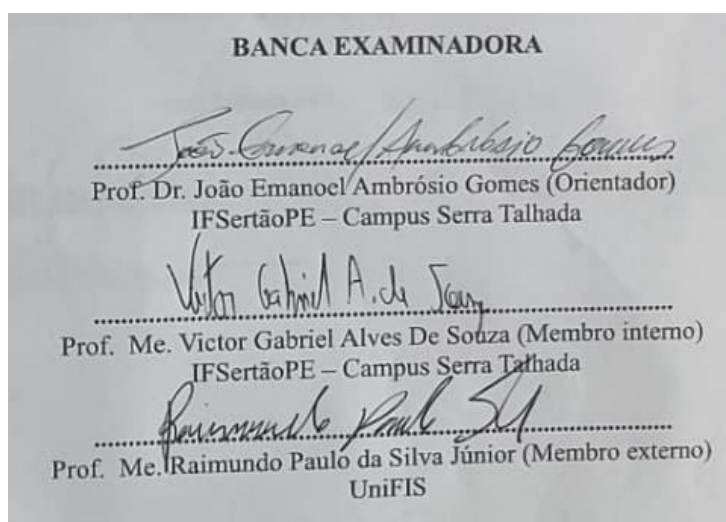 BANCA EXAMINADORA
João Emanoel Ambrósio Gomes
Prof. Dr. João Emanoel Ambrósio Gomes (Orientador)
IFSertãoPE – Campus Serra Talhada
Victor Gabriel A. de Souza
Prof. Me. Victor Gabriel Alves De Souza (Membro interno)
IFSertãoPE – Campus Serra Talhada
Raimundo Paulo
Prof. Me. Raimundo Paulo da Silva Júnior (Membro externo)
UniFIS